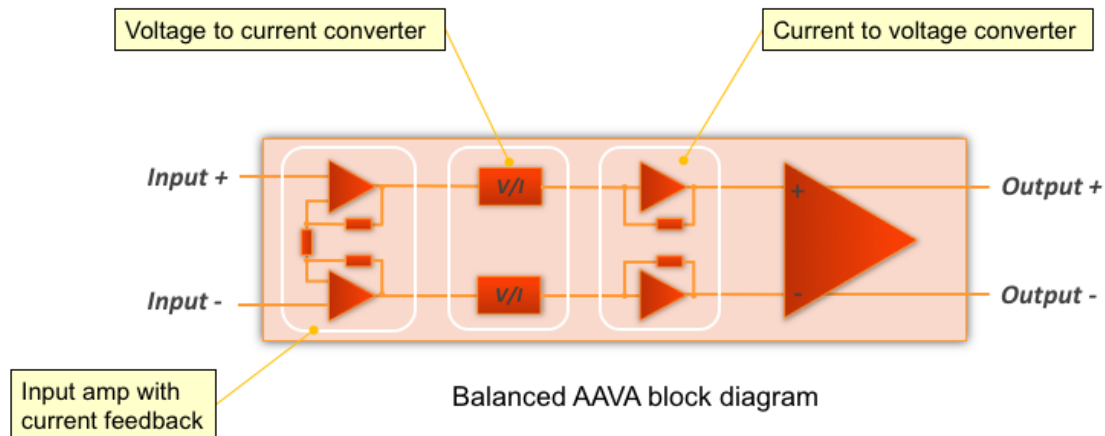 Voltage to current converter
Current to voltage converter
Input +
V/I
+
Output +
Input -
V/I
-
Output -
Input amp with
current feedback
Balanced AAVA block diagram